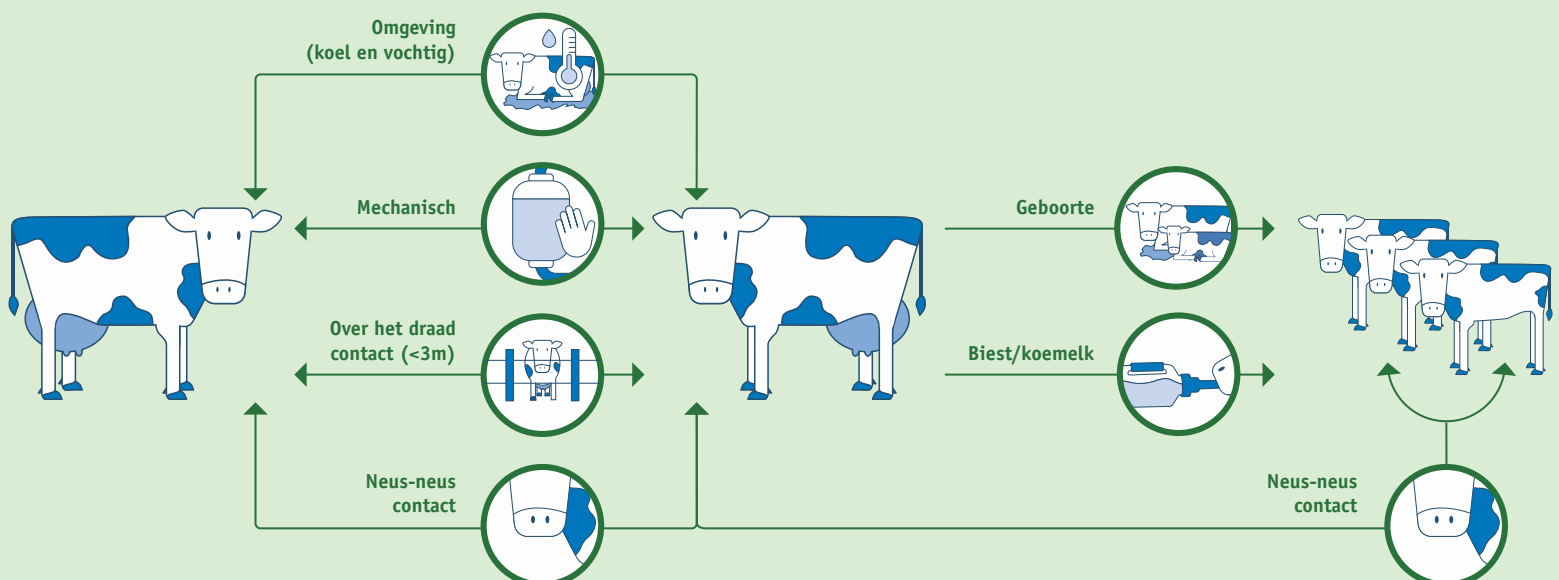 Omgeving
(koel en vochtig)
Mechanisch
Geboorte
Over het draad
contact (<3m)
Biest/koemelk
Neus-neus
contact
Neus-neus
contact